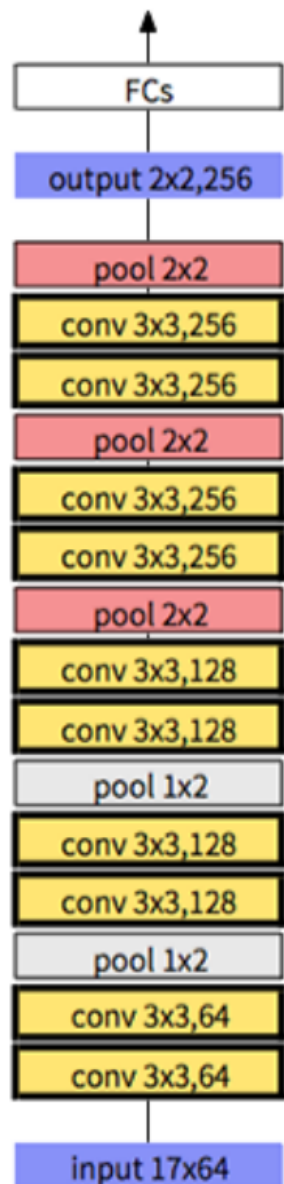 FCs
output 2x2,256
pool 2x2
conv 3x3,256
conv 3x3,256
pool 2x2
conv 3x3,256
conv 3x3,256
pool 2x2
conv 3x3,128
conv 3x3,128
pool 1x2
conv 3x3,128
conv 3x3,128
pool 1x2
conv 3x3,64
conv 3x3,64
input 17x64